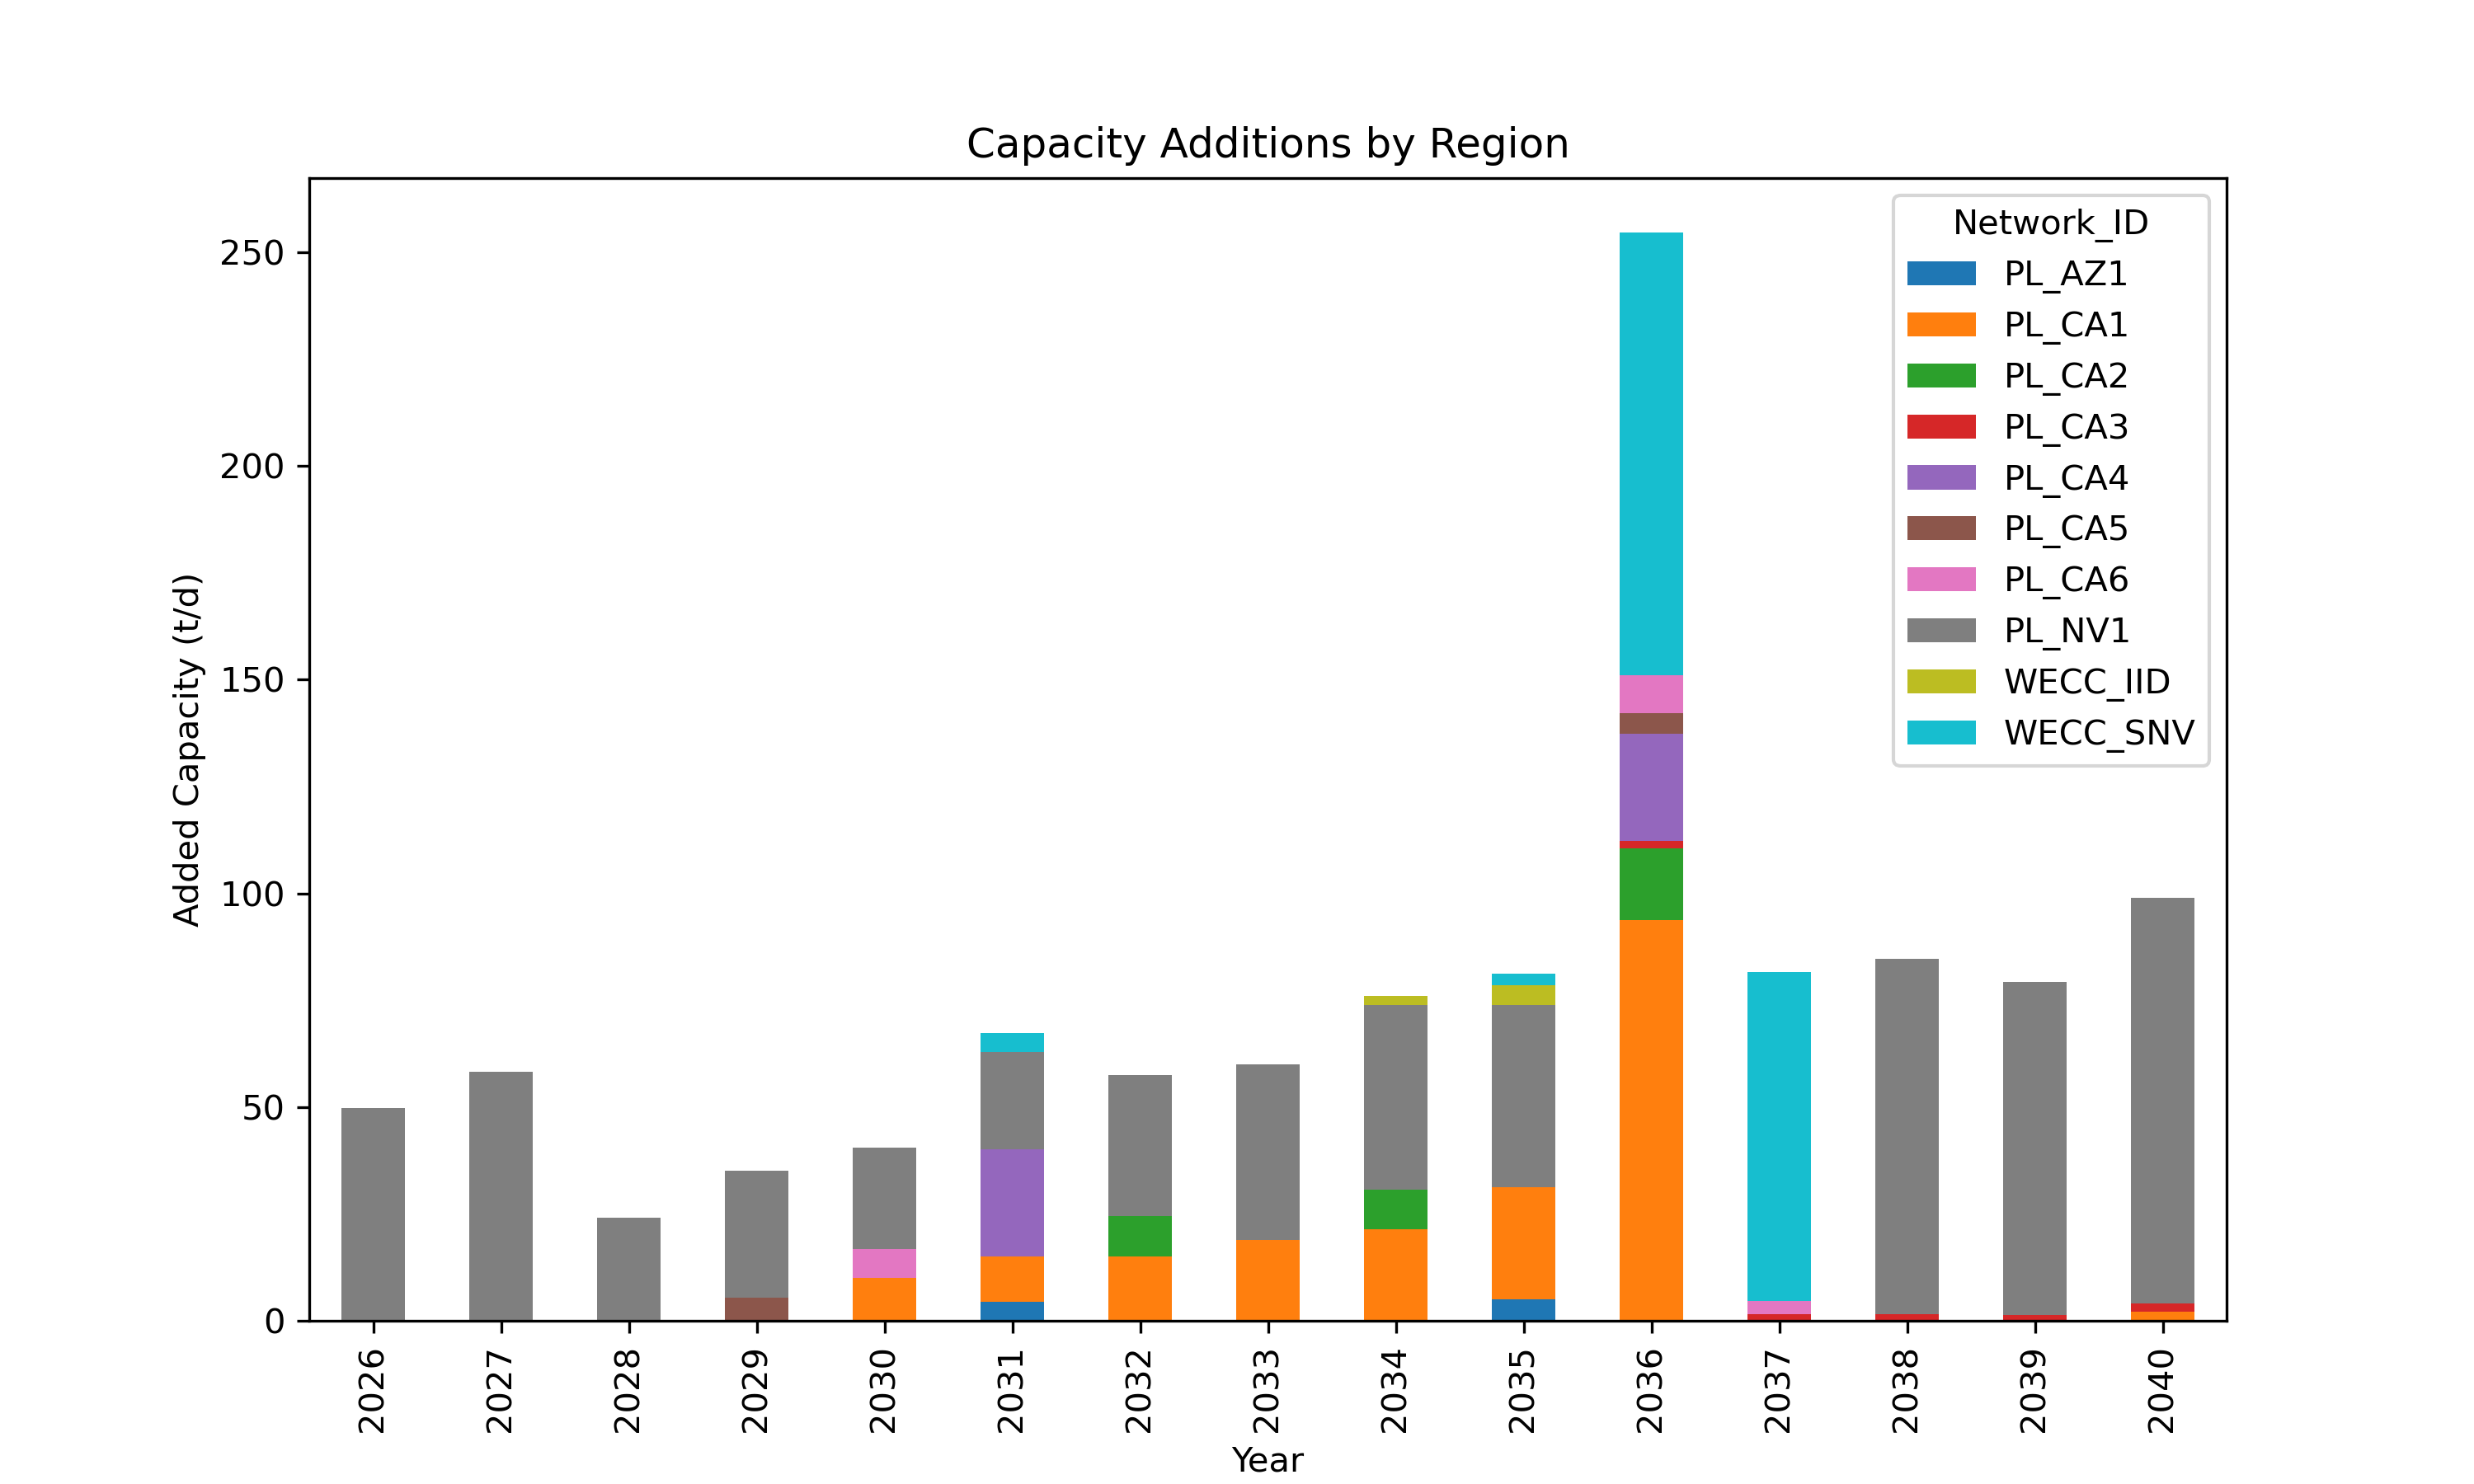 Capacity Additions by Region
Network_ID
PL_AZ1
PL_CA1
PL_CA2
PL_CA3
PL_CA4
PL_CA5
PL_CA6
PL_NV1
WECC_IID
WECC_SNV
Added Capacity (t/d)
250
200
150
100
50
0
2026
2027
2028
2029
2030
2031
2032
2033
2034
2035
2036
2037
2038
2039
2040
Year